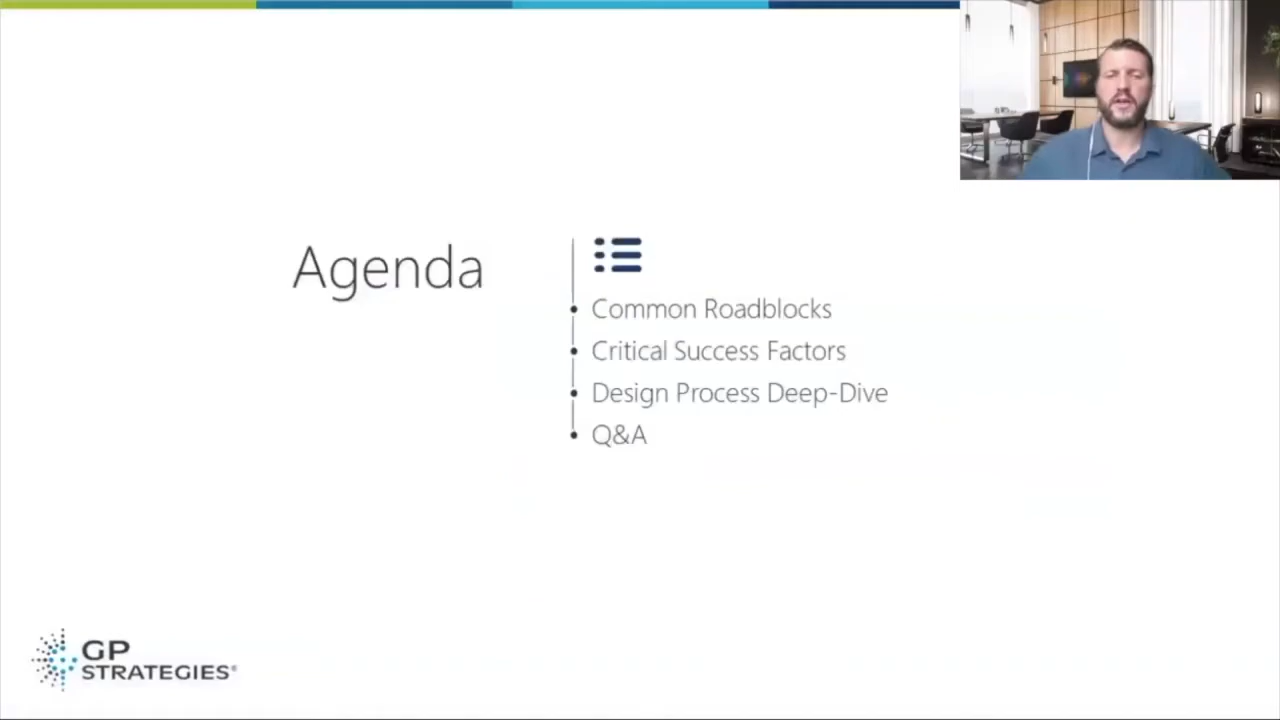 Agenda
Common Roadblocks
Critical Success Factors
Design Process Deep-Dive
Q&A
GP
STRATEGIES®